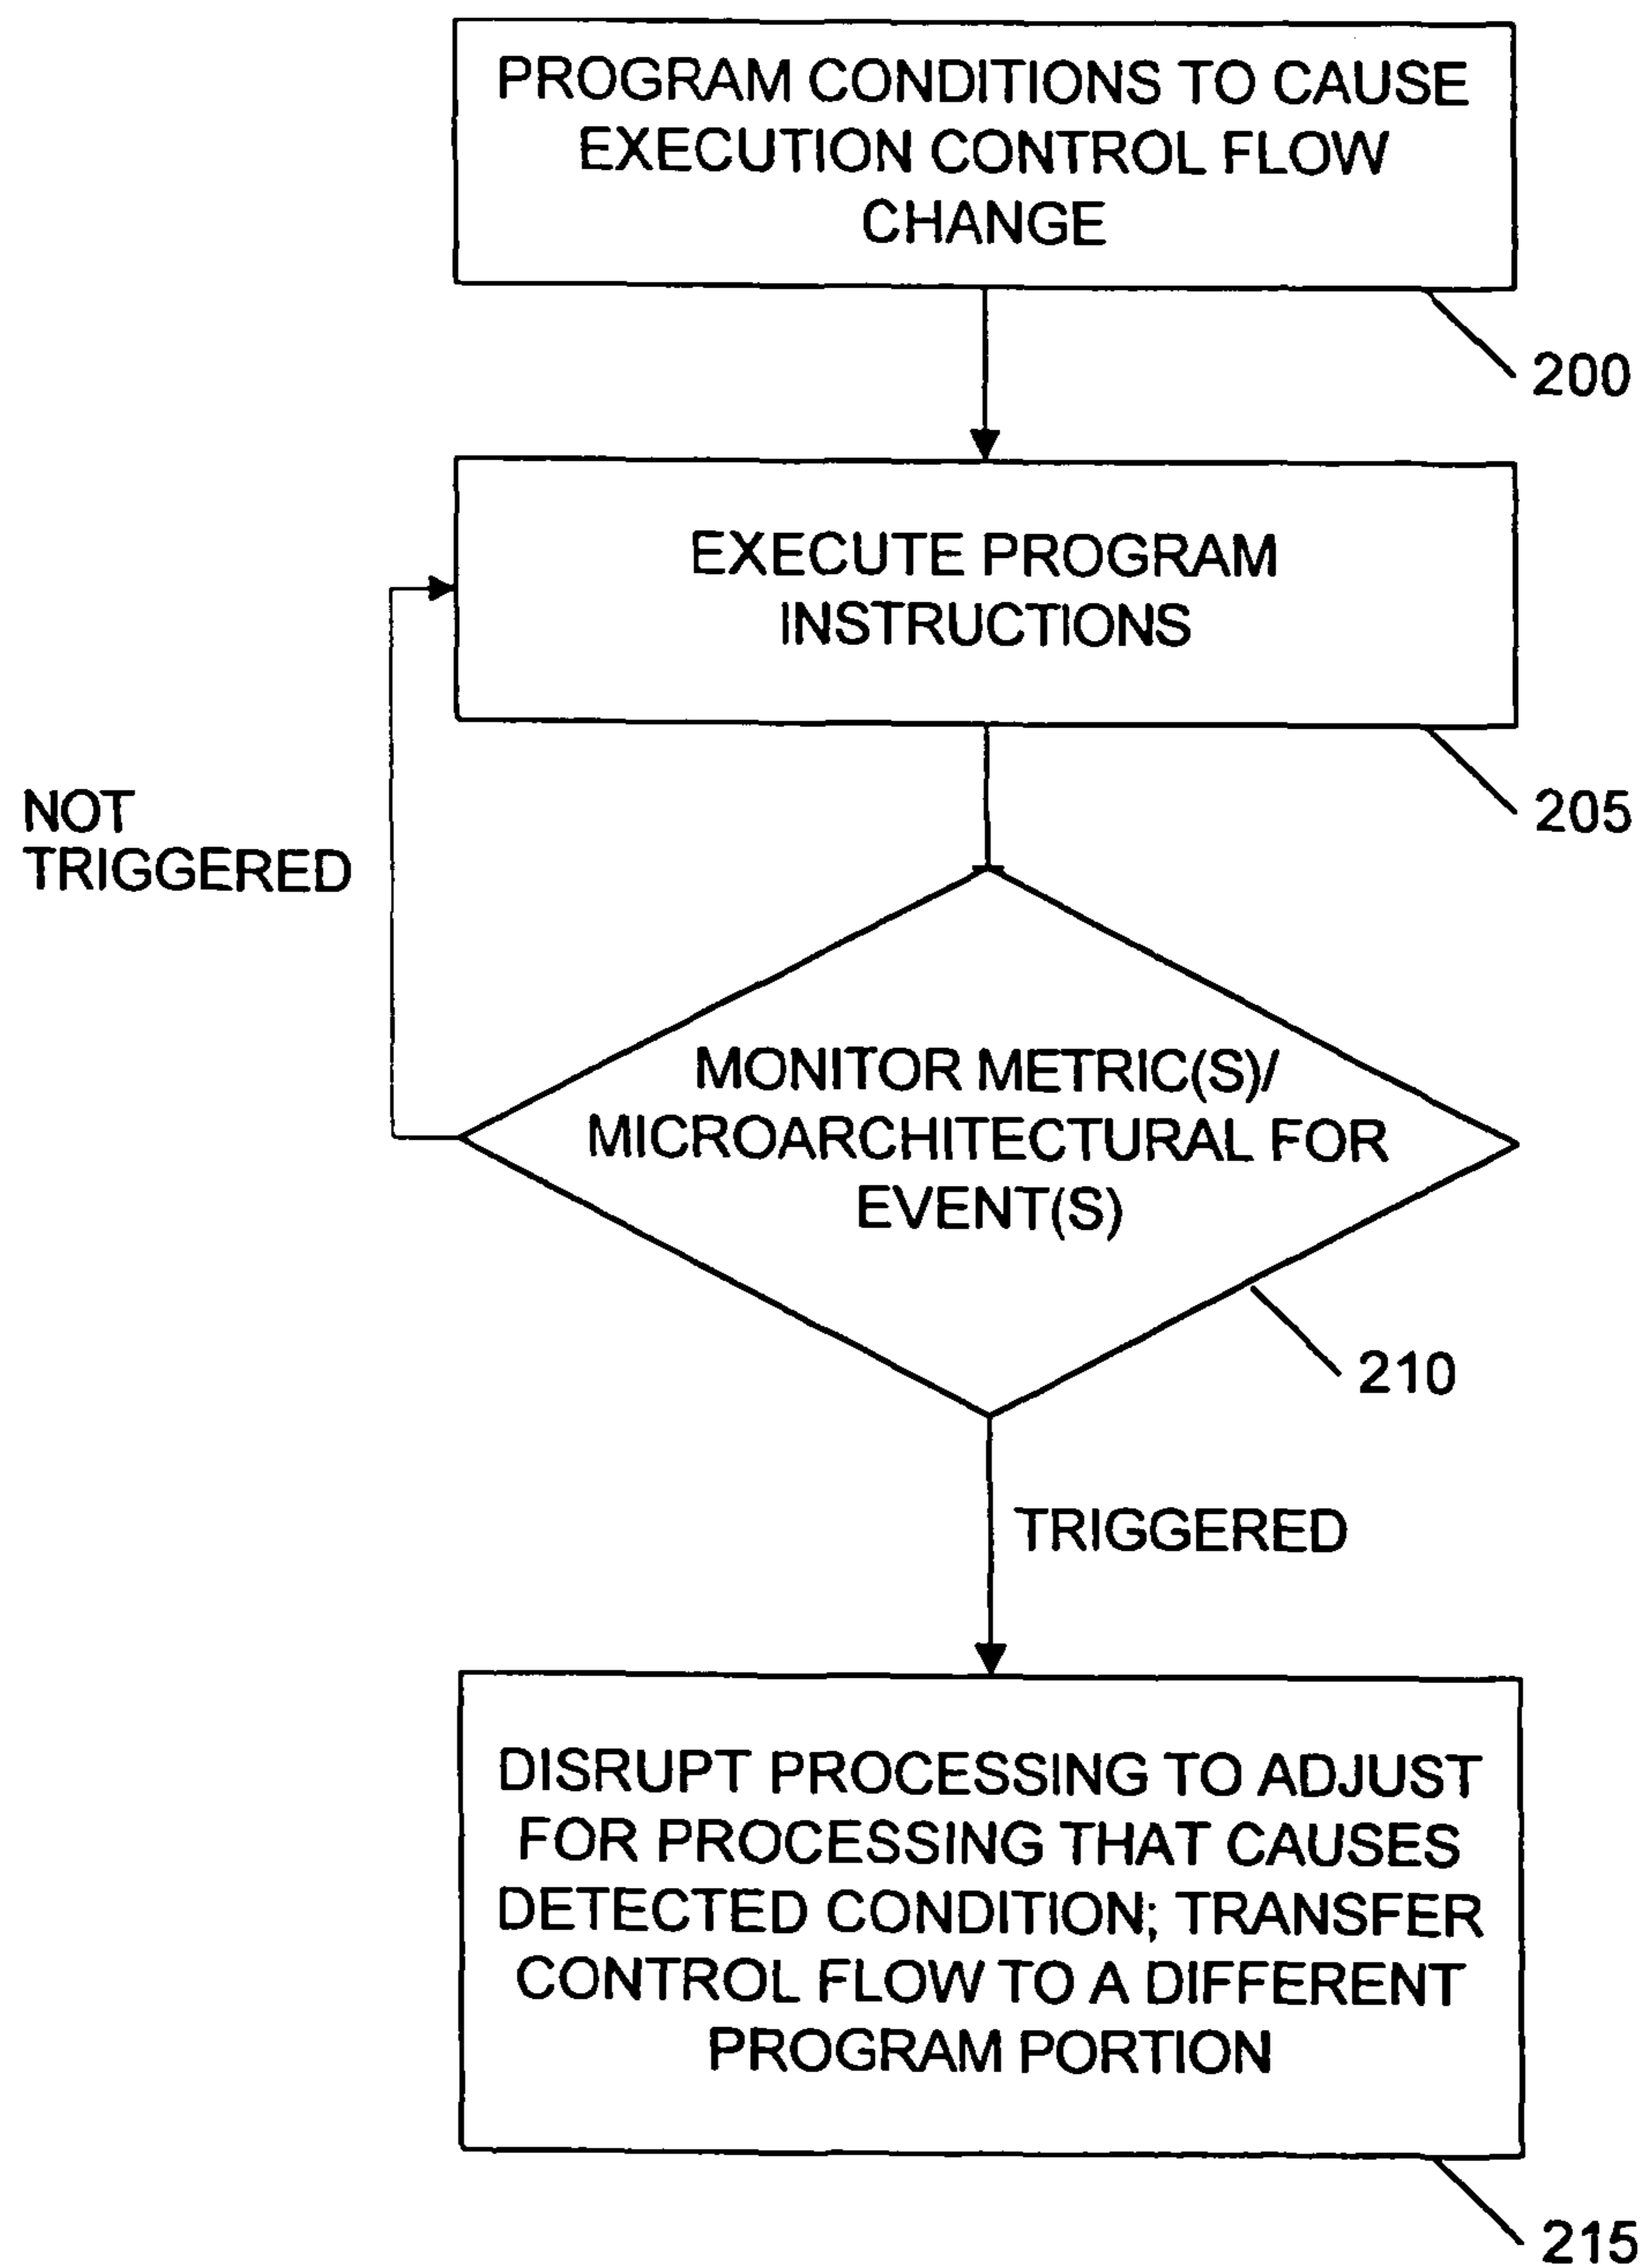 PROGRAM CONDITIONS TO CAUSE
EXECUTION CONTROL FLOW
CHANGE
200
EXECUTE PROGRAM
INSTRUCTIONS
205
NOT
TRIGGERED
MONITOR METRIC(S)/
MICROARCHITECTURAL FOR
EVENT(S)
210
TRIGGERED
DISRUPT PROCESSING TO ADJUST
FOR PROCESSING THAT CAUSES
DETECTED CONDITION; TRANSFER
CONTROL FLOW TO A DIFFERENT
PROGRAM PORTION
215